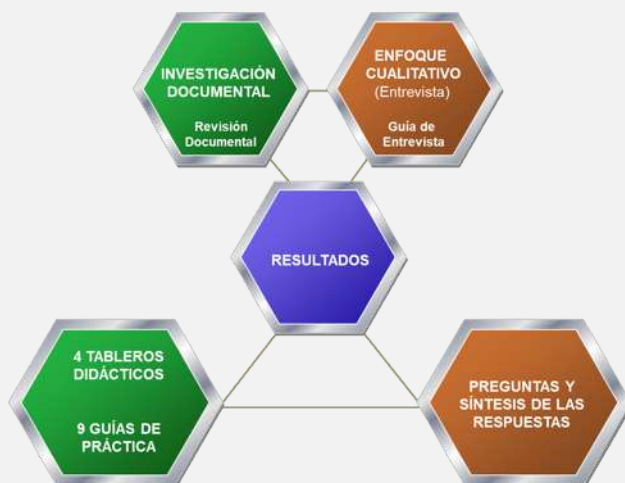 INVESTIGACIÓN
DOCUMENTAL
Revisión
Documental
ENFOQUE
CUALITATIVO
(Entrevista)
Guía de
Entrevista
RESULTADOS
4 TABLEROS
DIDÁCTICOS
9 GUÍAS DE
PRÁCTICA
PREGUNTAS Y
SÍNTESIS DE LAS
RESPUESTAS